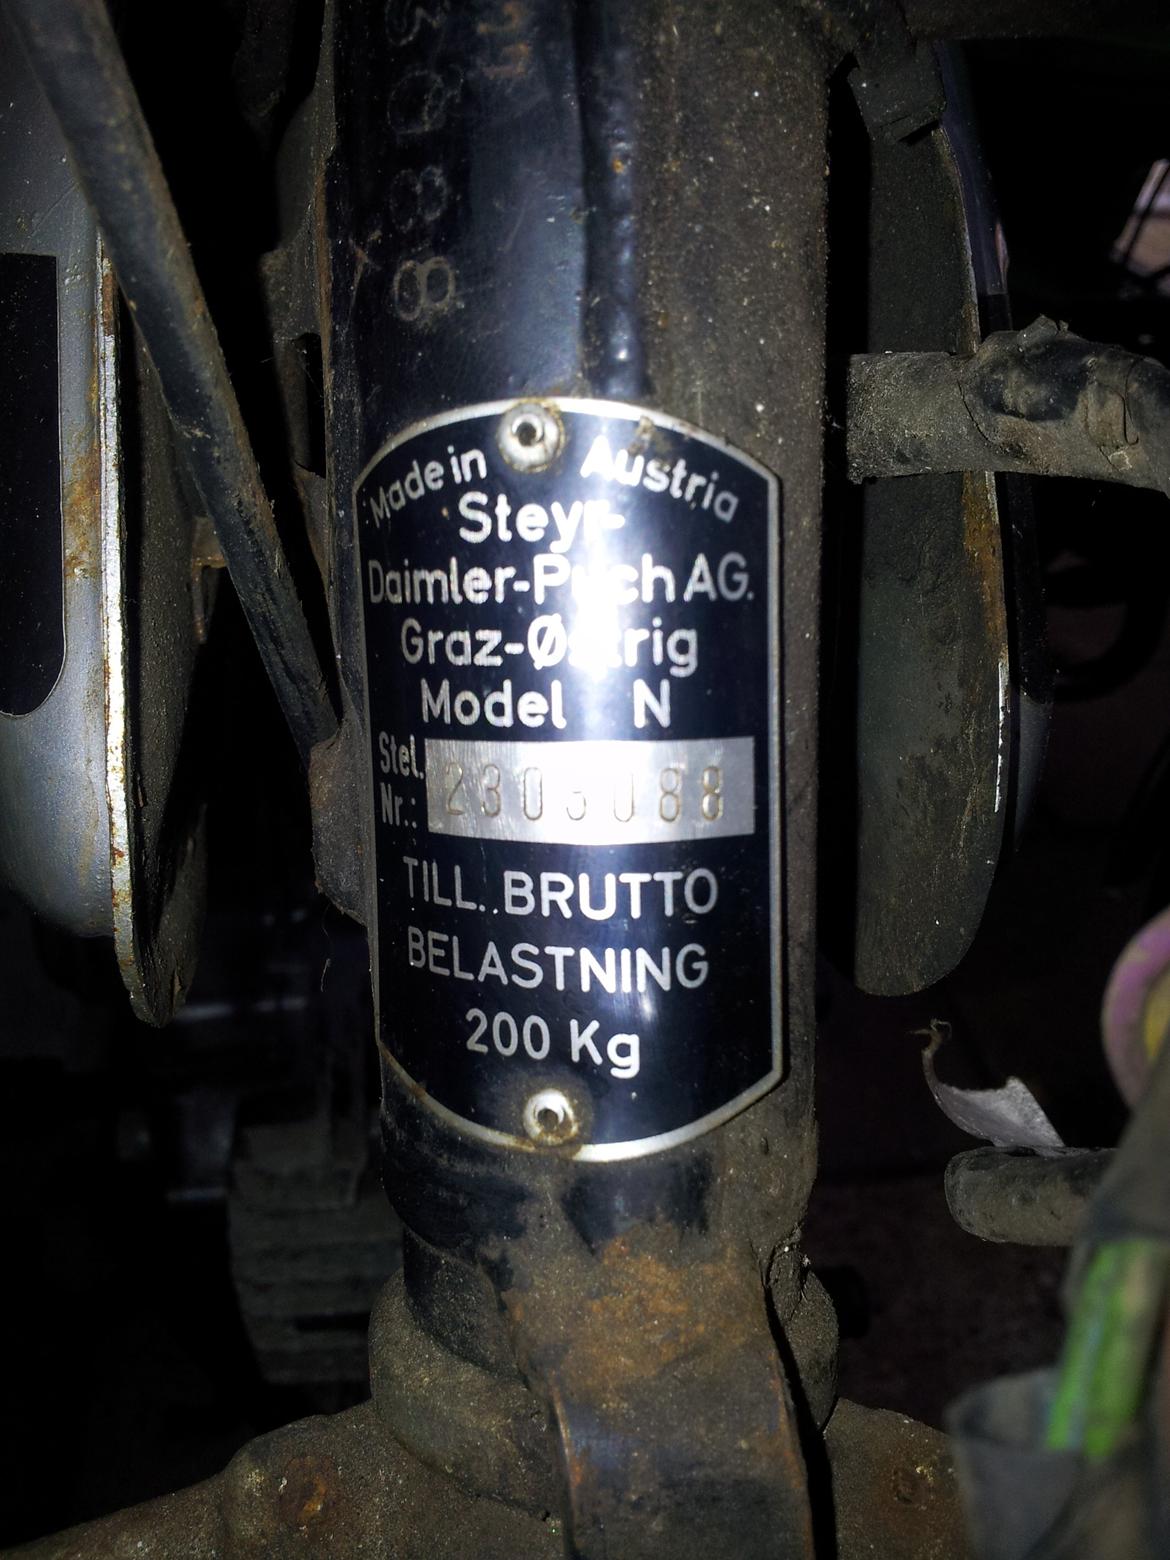 Made in Austria
Steyr-
Daimler-Puch AG.
Graz-Østrig
Model N
Stel.
Nr.:
TILL. BRUTTO
BELASTNING
200 Kg